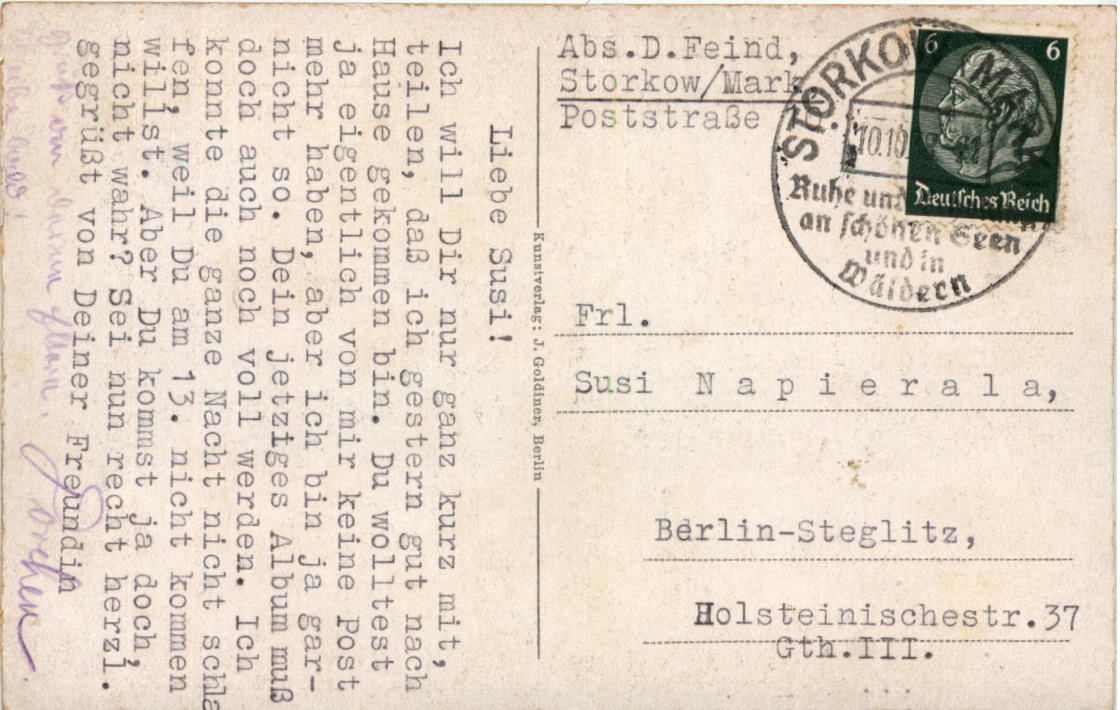 Liebe Susi!
Ich will Dir nur ganz kurz mit,
teilen, daß ich gestern gut nach
Hause gekommen bin. Du wolltest
ja eigentlich von mir keine Post
mehr haben, aber ich bin ja gar-
nicht so. Dein jetziges Album muß
doch auch noch voll werden. Ich
konnte die ganze Nacht nicht schla
fen, weil Du am 13. nicht kommen
willst. Aber Du kommst ja doch,
nicht wahr? Sei nun recht herzl.
gegrüßt von Deiner Freundin
Kunstverlag: J. Goldiner, Berlin
Abs.D.Feind,
Storkow/Mark
Poststraße
STORKOW MARK
10.10.
Ruhe und
an schönen Seen
und in
Wäldern
6 6
Deutsches Reich
Frl.
Susi N a p i e r a l a,
Berlin-Steglitz,
Holsteinischestr.37
Gth.III.